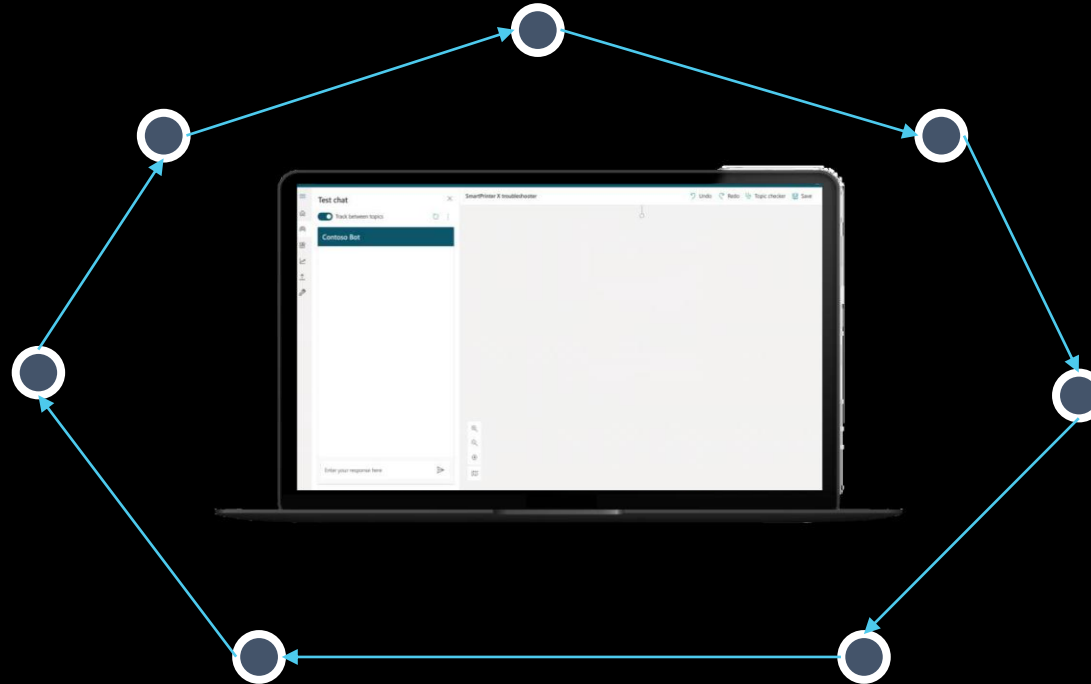 Test chat
Track between topics
Contoso Bot
Enter your response here
SmartPrinter X troubleshooter
Undo Redo Topic checker Save